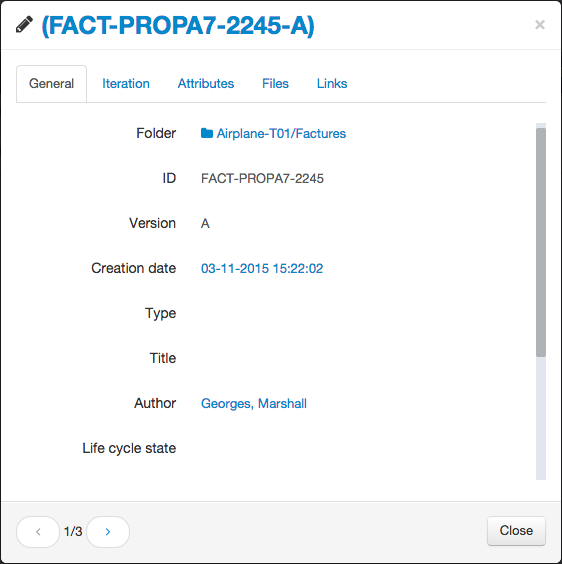 (FACT-PROPA7-2245-A)
×
General Iteration Attributes Files Links
Folder Airplane-T01/Factures
ID FACT-PROPA7-2245
Version A
Creation date 03-11-2015 15:22:02
Type
Title
Author Georges, Marshall
Life cycle state
‹ 1/3 › Close